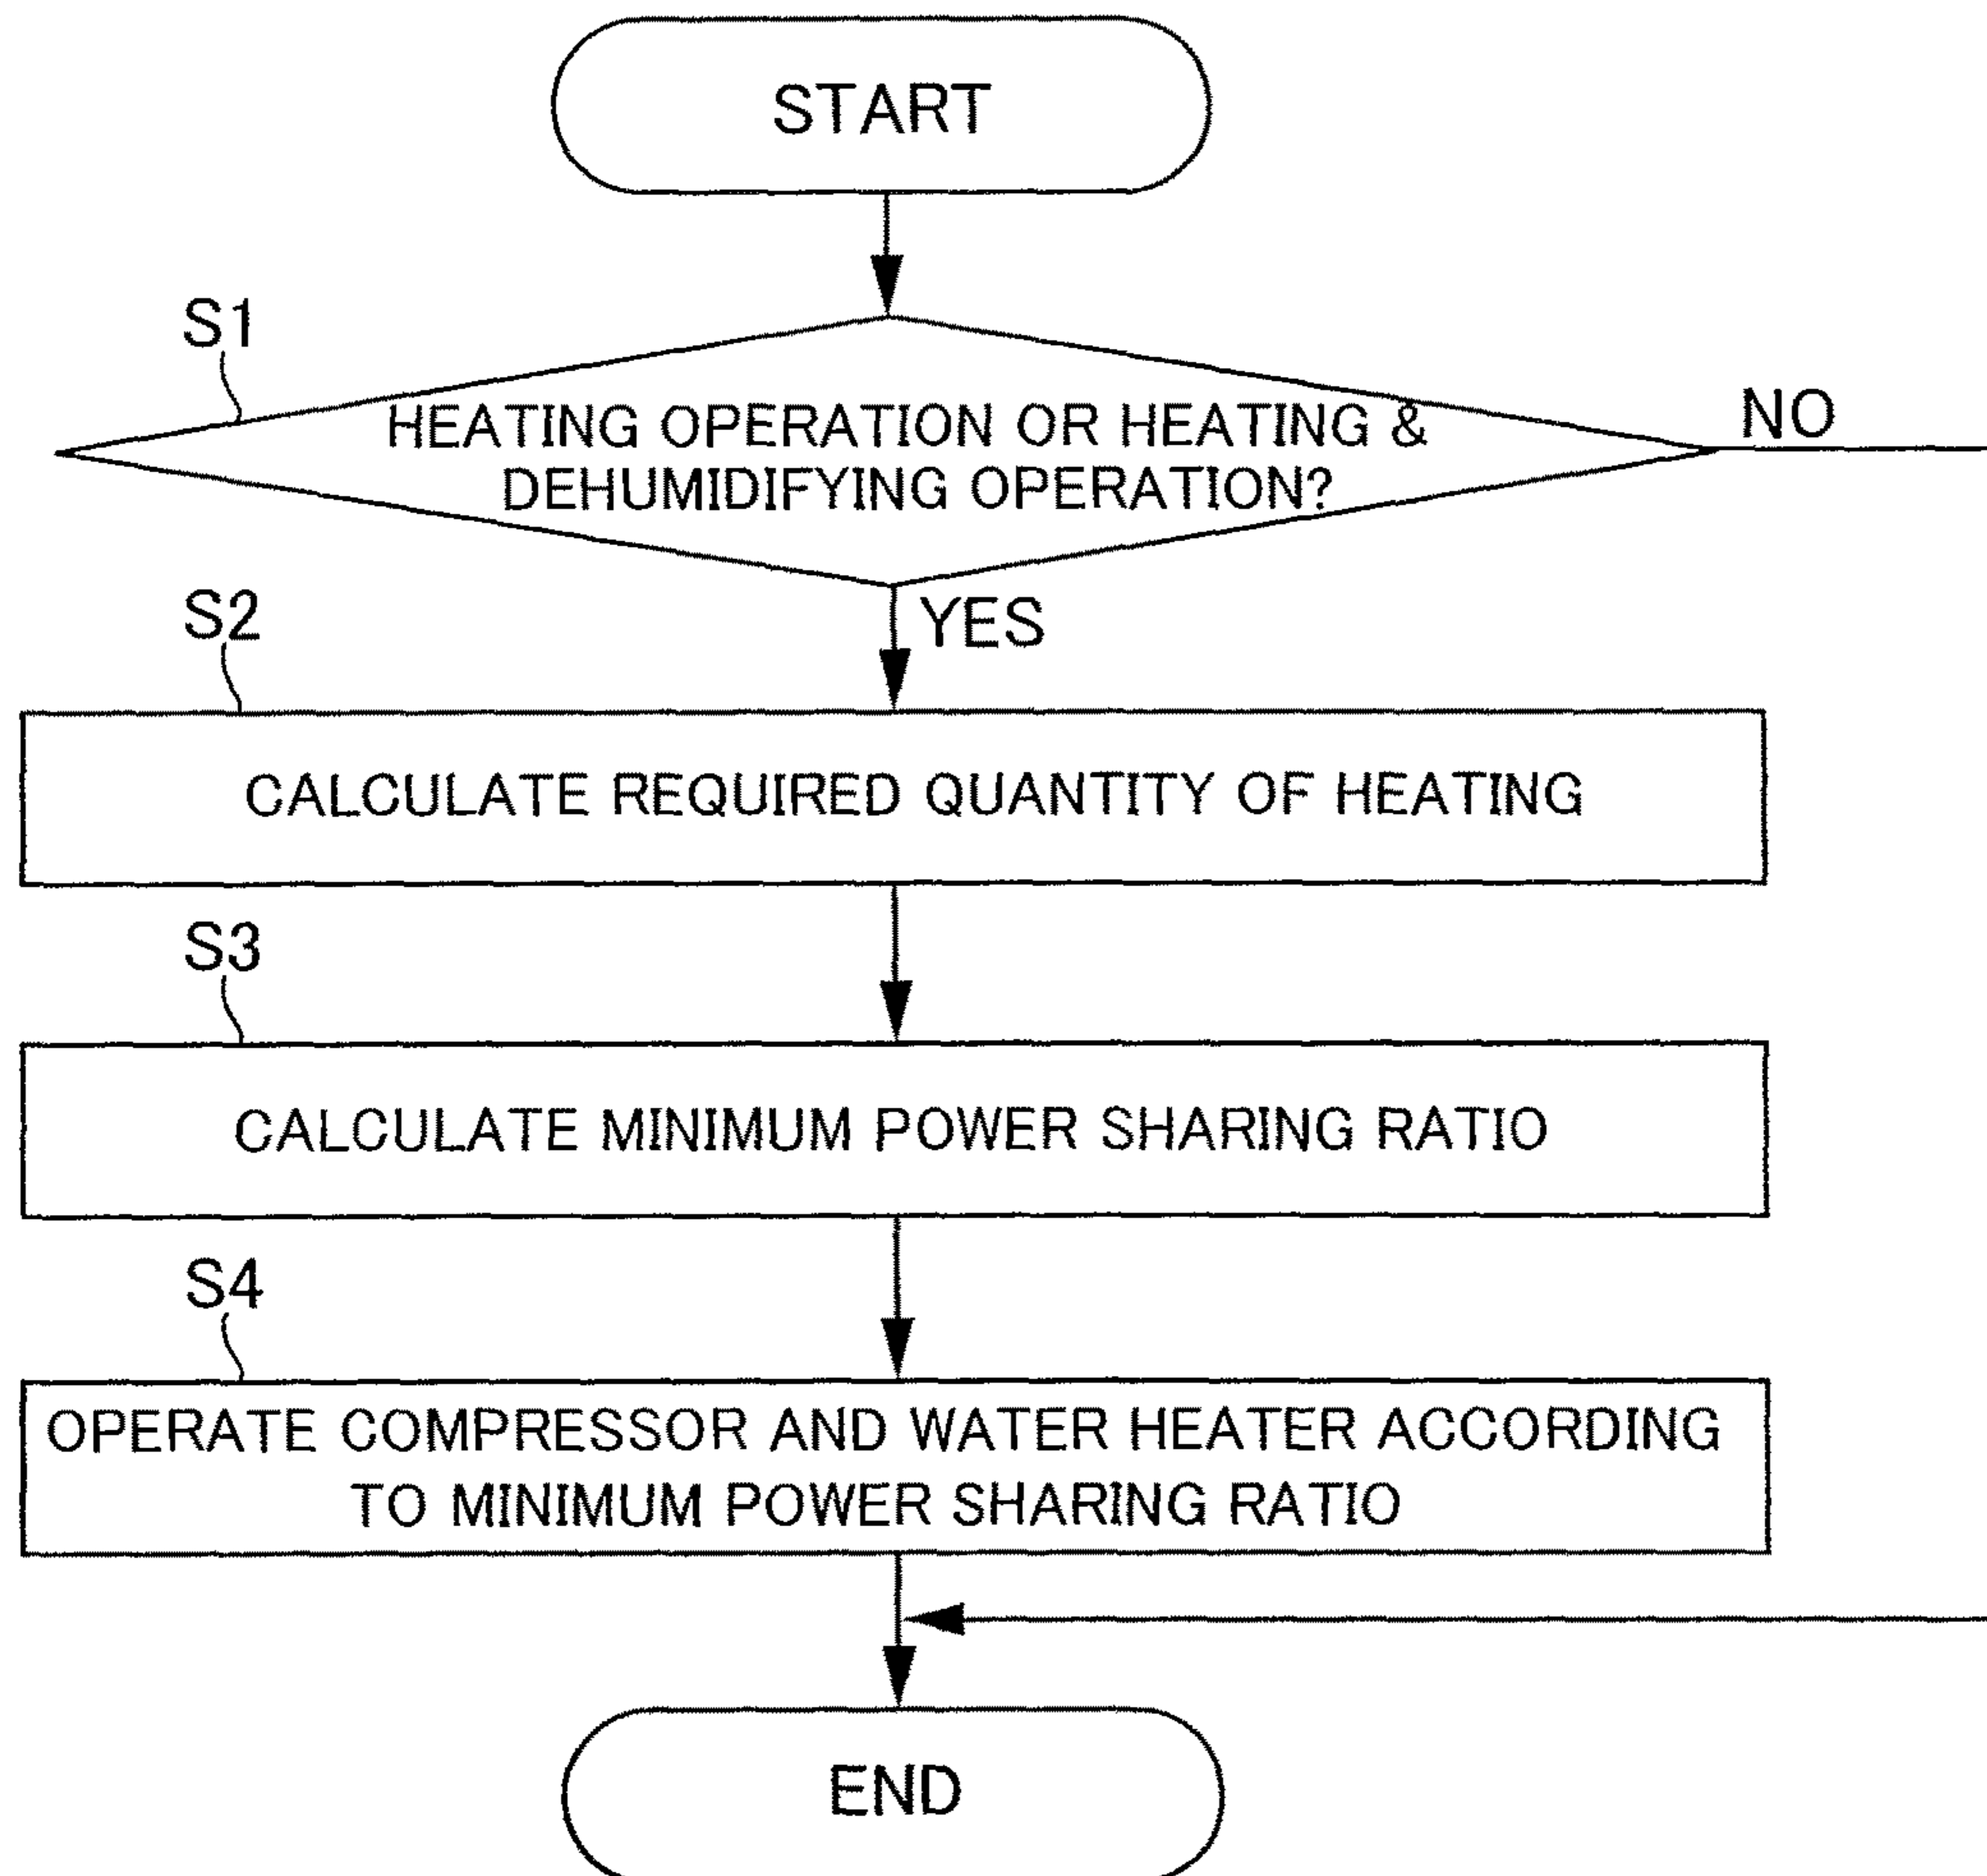 START
S1
HEATING OPERATION OR HEATING &
DEHUMIDIFYING OPERATION?
NO
YES
S2
CALCULATE REQUIRED QUANTITY OF HEATING
S3
CALCULATE MINIMUM POWER SHARING RATIO
S4
OPERATE COMPRESSOR AND WATER HEATER ACCORDING
TO MINIMUM POWER SHARING RATIO
END